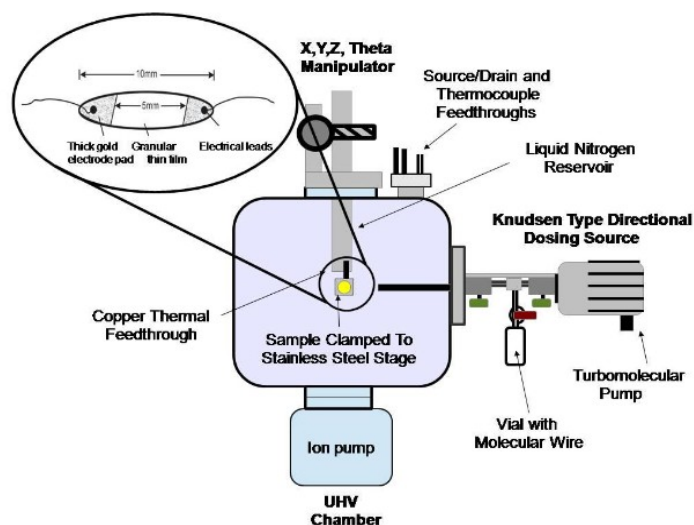 10mm
5mm
Thick gold
electrode pad
Granular
thin film
Electrical leads
X,Y,Z, Theta
Manipulator
Source/Drain and
Thermocouple
Feedthroughs
Liquid Nitrogen
Reservoir
Knudsen Type Directional
Dosing Source
Copper Thermal
Feedthrough
Sample Clamped To
Stainless Steel Stage
Turbomolecular
Pump
Vial with
Molecular Wire
Ion pump
UHV
Chamber